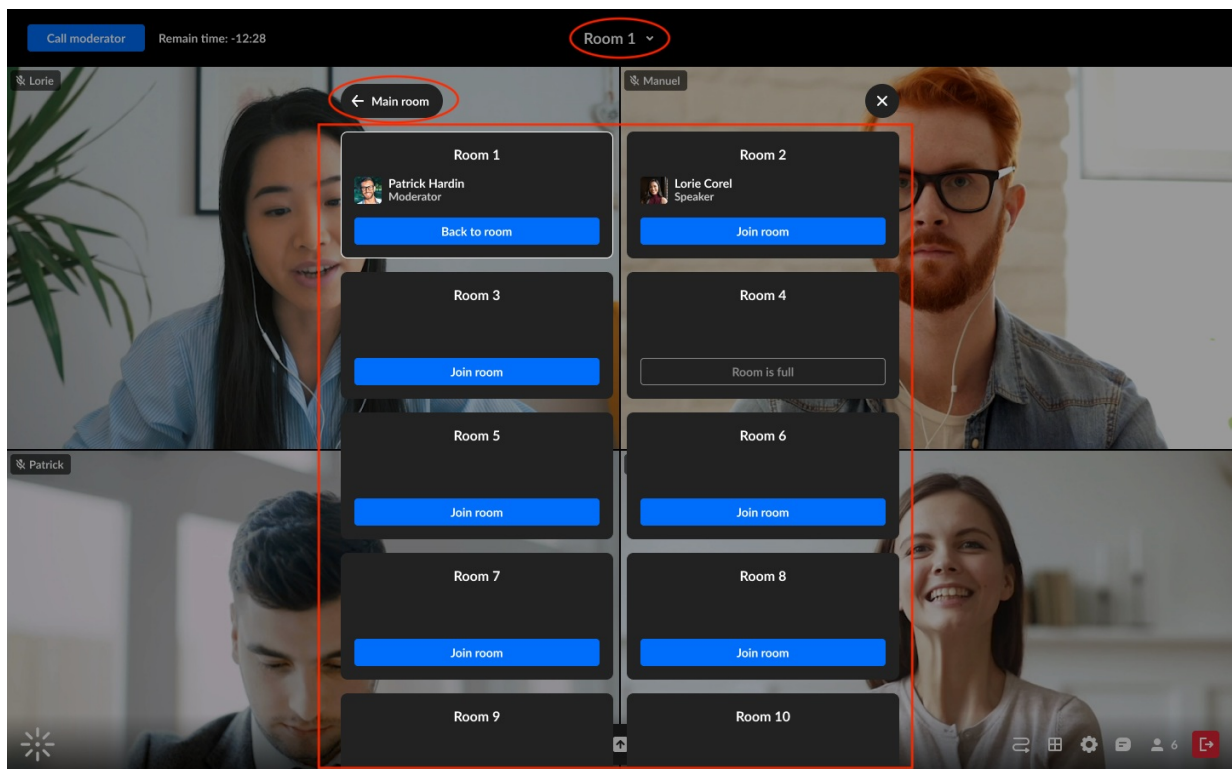 Call moderator
Remain time: -12:28
Room 1
Lorie
Manuel
Main room
Room 1
Patrick Hardin
Moderator
Back to room
Room 2
Lorie Corel
Speaker
Join room
Room 3
Join room
Room 4
Room is full
Room 5
Join room
Room 6
Join room
Patrick
Room 7
Join room
Room 8
Join room
Room 9
Room 10
6